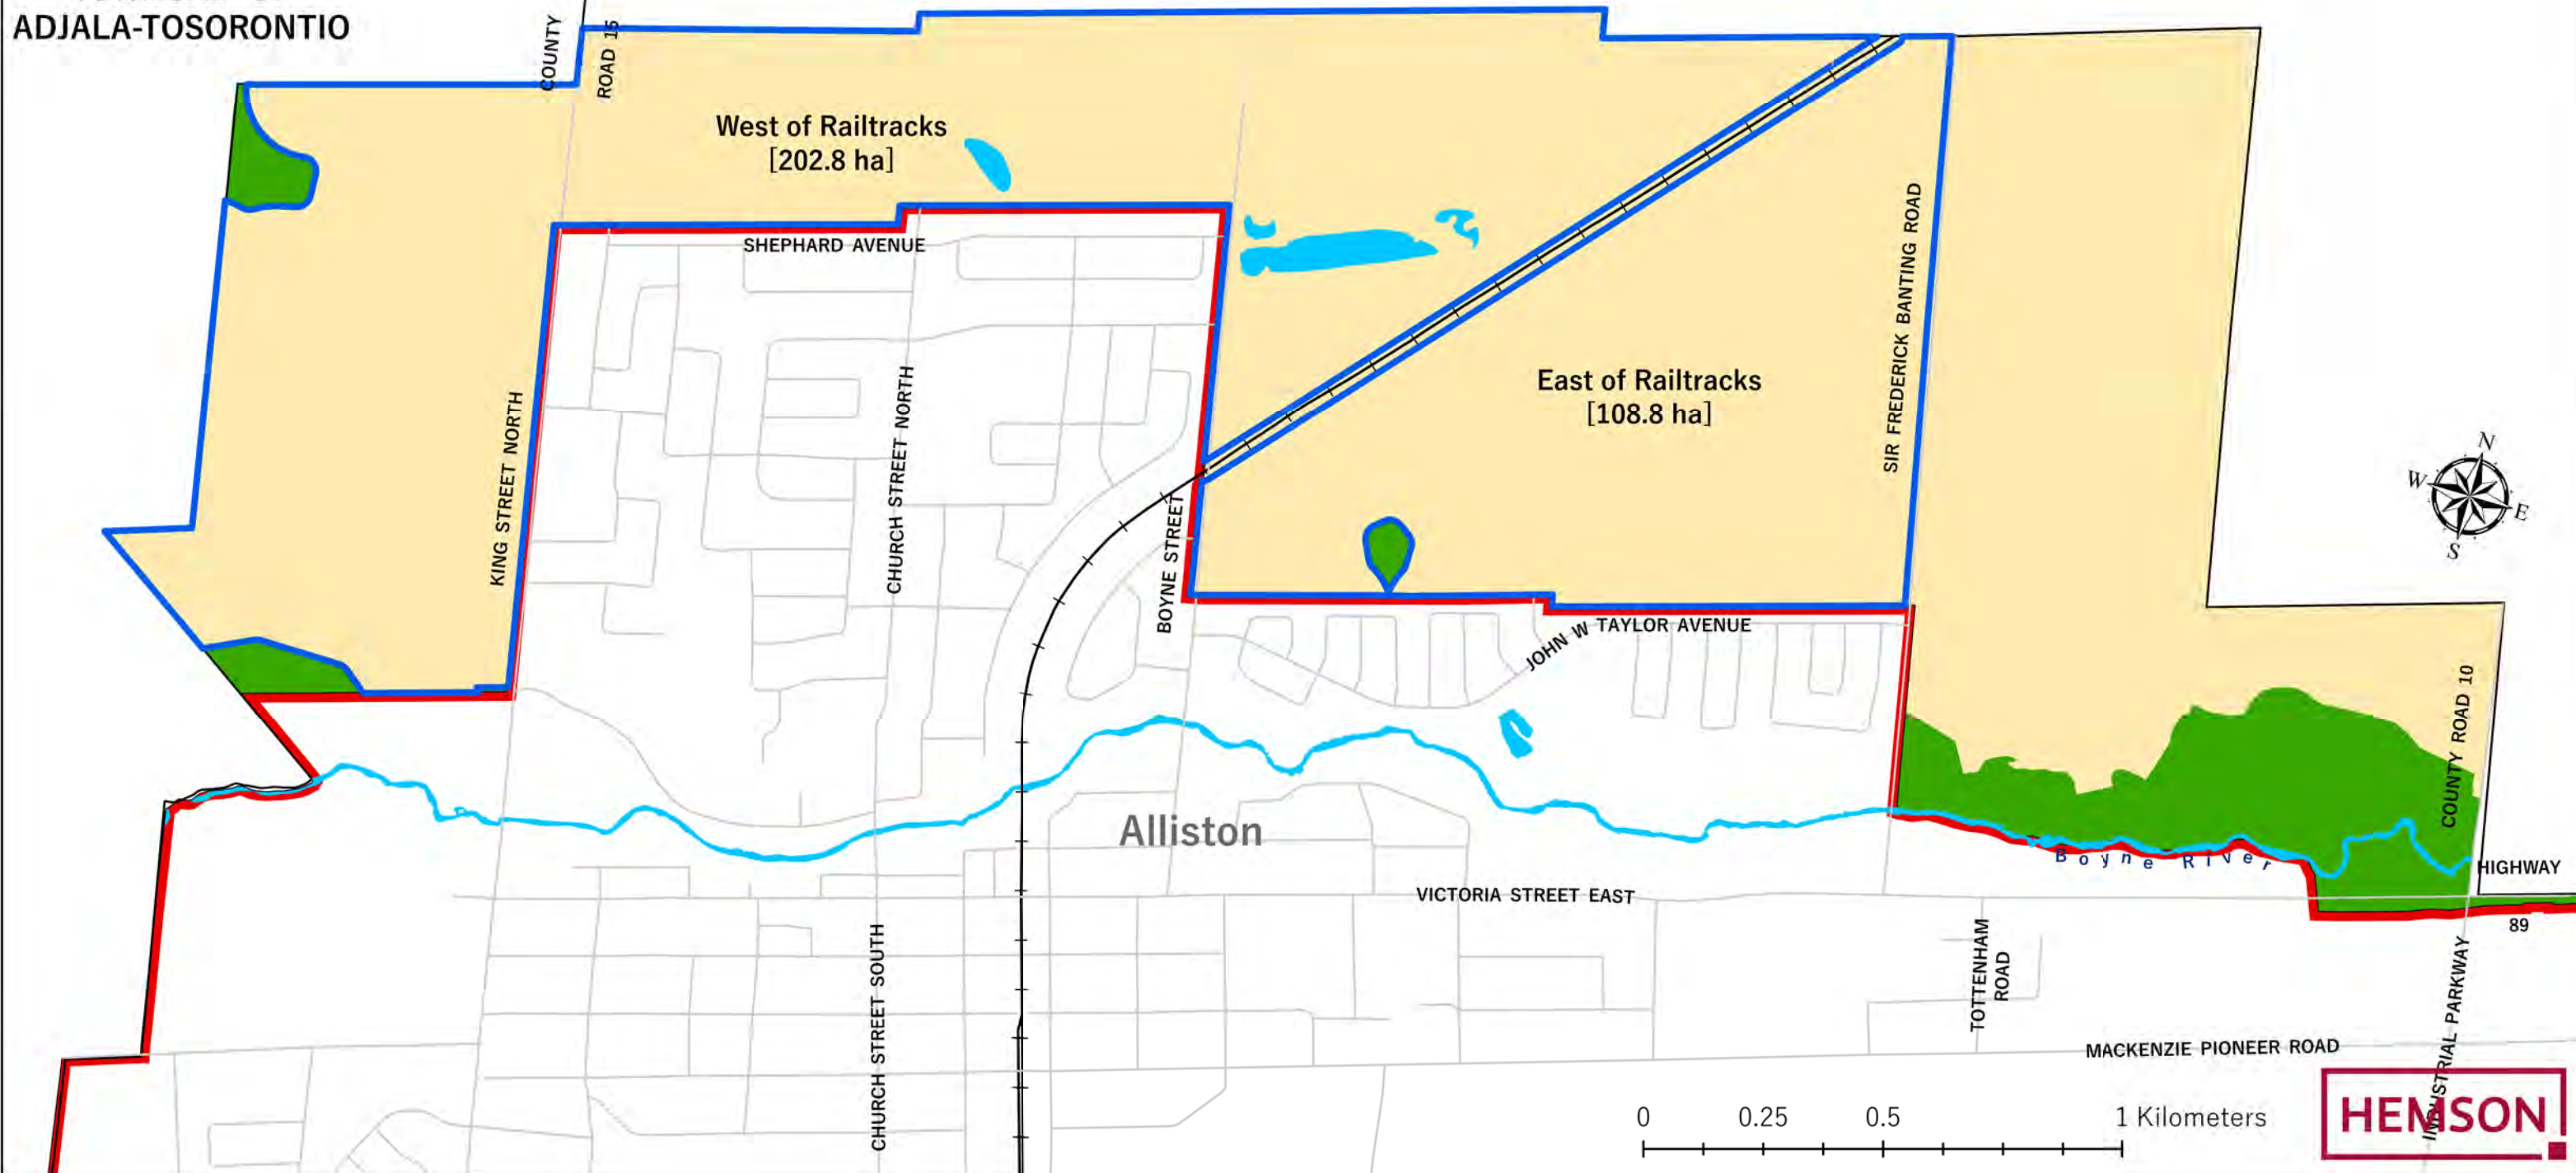 ADJALA-TOSORONTIO
COUNTY
ROAD 15
West of Railtracks
[202.8 ha]
SHEPHARD AVENUE
SIR FREDERICK BANTING ROAD
East of Railtracks
[108.8 ha]
KING STREET NORTH
CHURCH STREET NORTH
BOYNE STREET
N
W
E
S
JOHN W TAYLOR AVENUE
COUNTY ROAD 10
Alliston
Boyne River
HIGHWAY
89
VICTORIA STREET EAST
CHURCH STREET SOUTH
TOTTENHAM
ROAD
INDUSTRIAL PARKWAY
MACKENZIE PIONEER ROAD
0 0.25 0.5 1 Kilometers
HEMSON